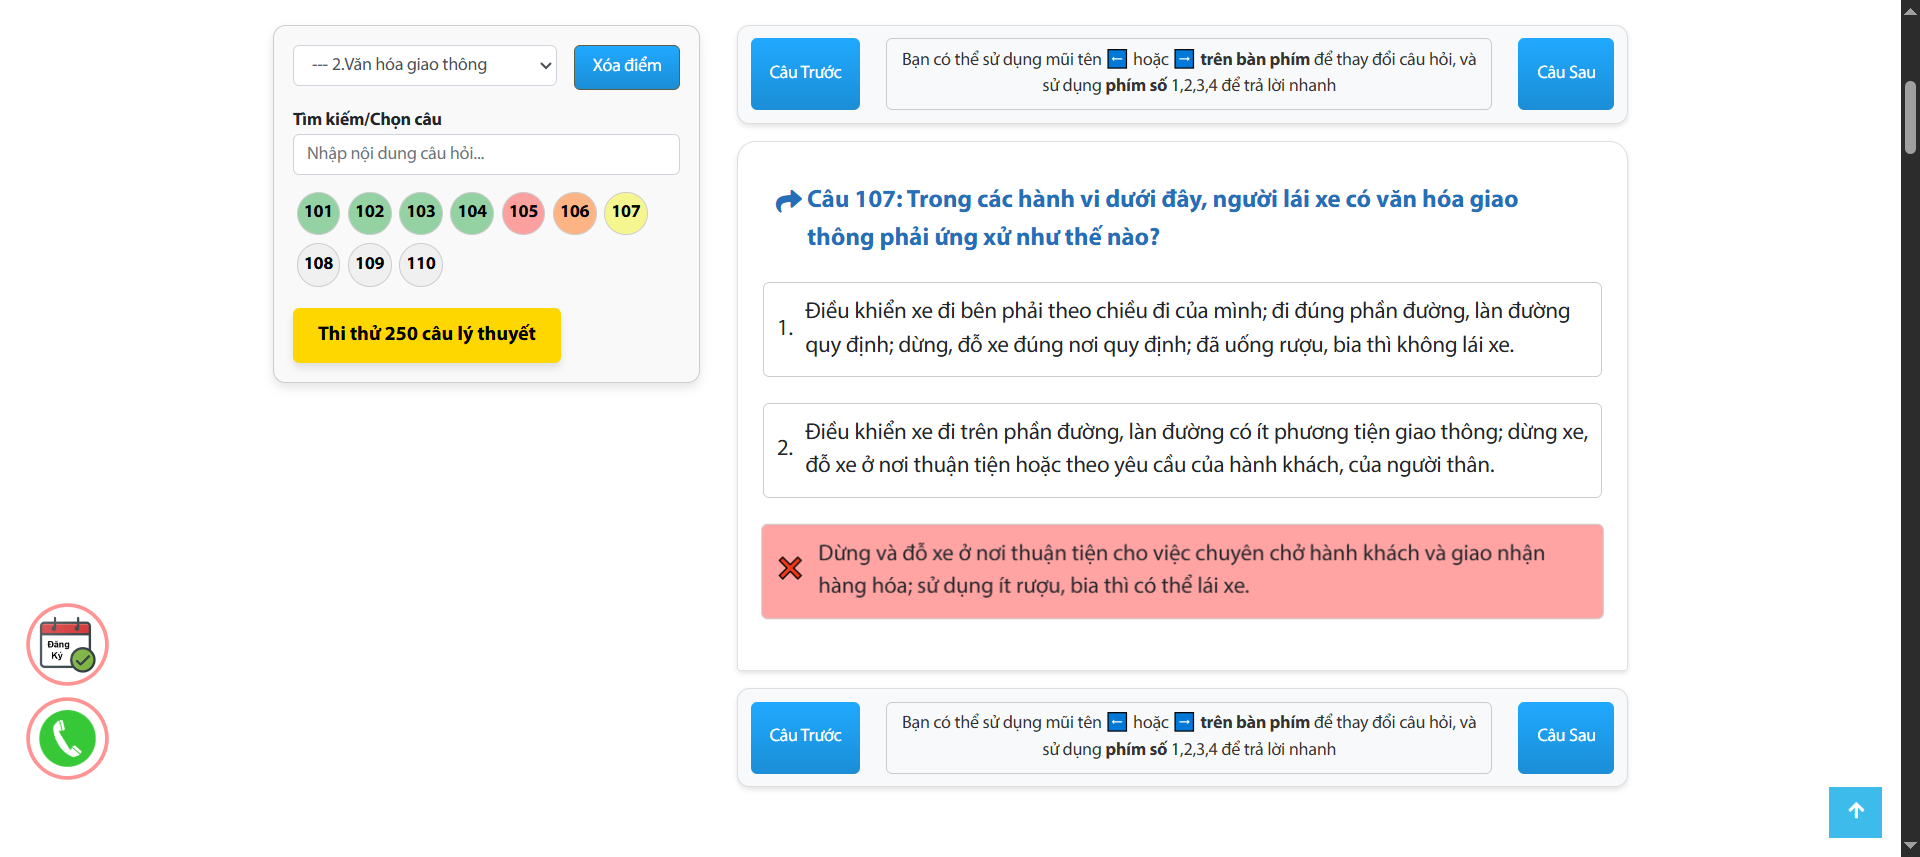 --- 2.Văn hóa giao thông
Xóa điểm
Tìm kiếm/Chọn câu
Nhập nội dung câu hỏi...
101 102 103 104 105 106 107
108 109 110
Thi thử 250 câu lý thuyết
Đăng
Ký
Câu Trước
Bạn có thể sử dụng mũi tên ← hoặc → trên bàn phím để thay đổi câu hỏi, và
sử dụng phím số 1,2,3,4 để trả lời nhanh
Câu Sau
Câu 107: Trong các hành vi dưới đây, người lái xe có văn hóa giao
thông phải ứng xử như thế nào?
1. Điều khiển xe đi bên phải theo chiều đi của mình; đi đúng phần đường, làn đường
quy định; dừng, đỗ xe đúng nơi quy định; đã uống rượu, bia thì không lái xe.
2. Điều khiển xe đi trên phần đường, làn đường có ít phương tiện giao thông; dừng xe,
đỗ xe ở nơi thuận tiện hoặc theo yêu cầu của hành khách, của người thân.
Dừng và đỗ xe ở nơi thuận tiện cho việc chuyên chở hành khách và giao nhận
hàng hóa; sử dụng ít rượu, bia thì có thể lái xe.
Câu Trước
Bạn có thể sử dụng mũi tên ← hoặc → trên bàn phím để thay đổi câu hỏi, và
sử dụng phím số 1,2,3,4 để trả lời nhanh
Câu Sau